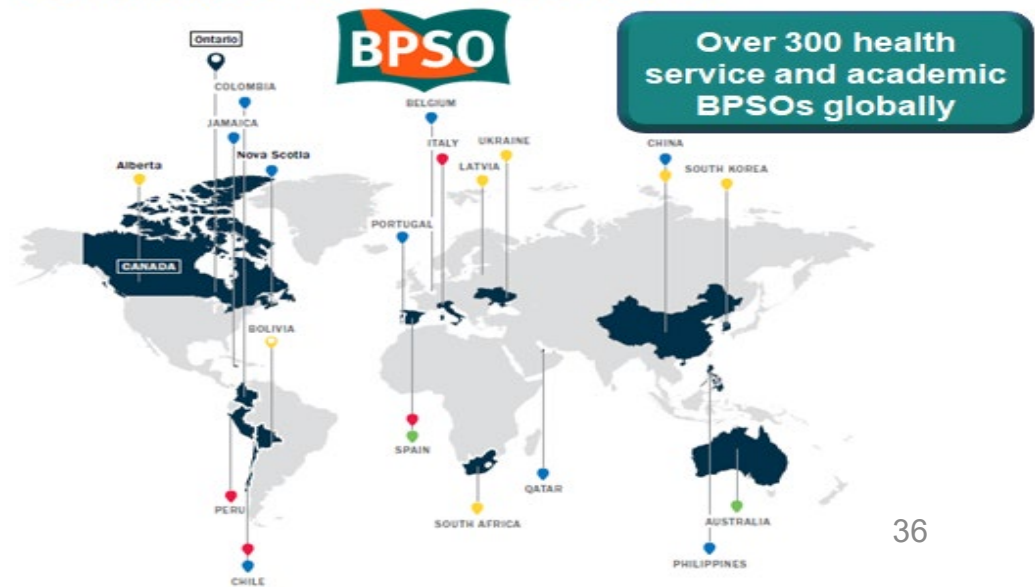 Ontario
BPSO
Over 300 health
service and academic
BPSOs globally
COLOMBIA
BELGIUM
JAMAICA
ITALY
UKRAINE
CHINA
Alberta
Nova Scotia
LATVIA
SOUTH KOREA
PORTUGAL
CANADA
BOLIVIA
SPAIN
PERU
QATAR
SOUTH AFRICA
AUSTRALIA
36
PHILIPPINES
CHILE